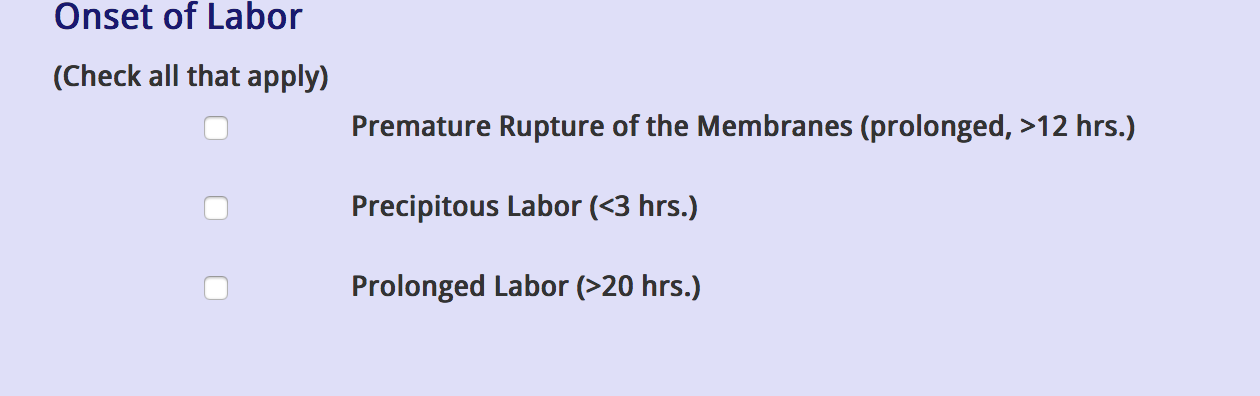 Onset of Labor
(Check all that apply)
Premature Rupture of the Membranes (prolonged, >12 hrs.)
Precipitous Labor (<3 hrs.)
Prolonged Labor (>20 hrs.)